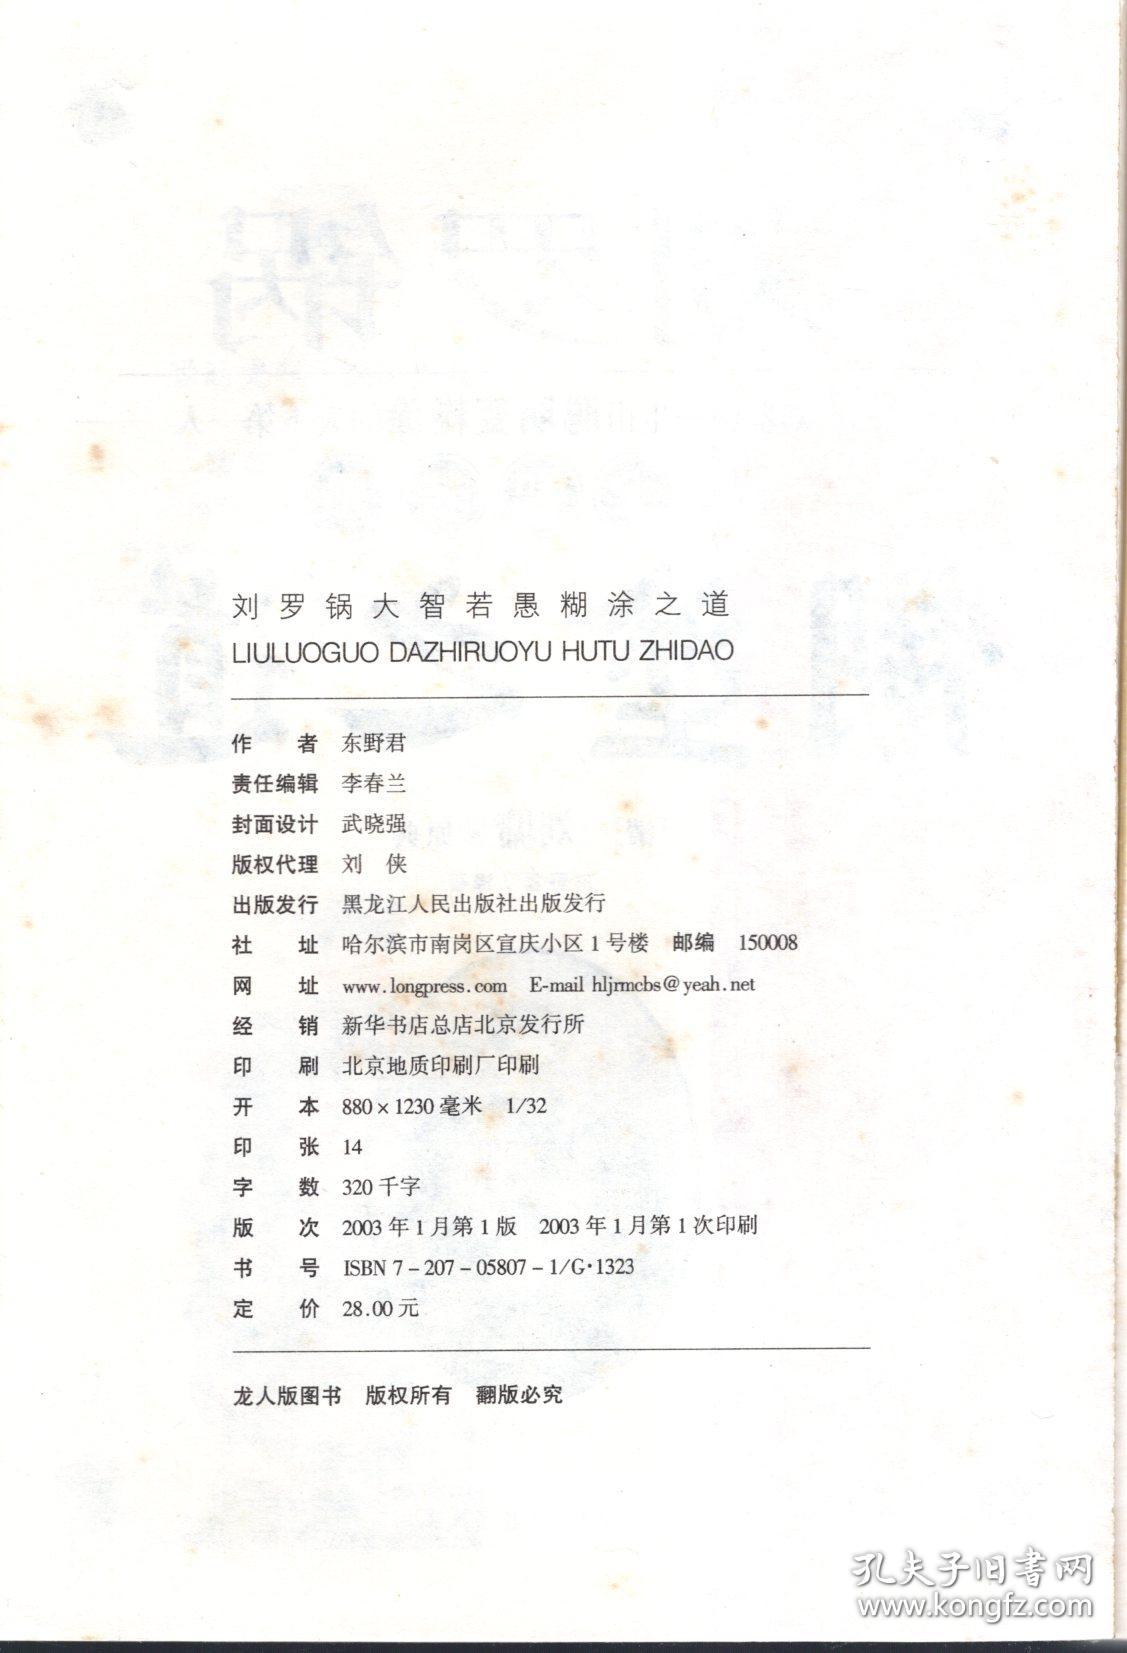 刘罗锅大智若愚糊涂之道
LIULUOGUO DAZHIRUOYU HUTU ZHIDAO
作 者 东野君
责任编辑 李春兰
封面设计 武晓强
版权代理 刘 侠
出版发行 黑龙江人民出版社出版发行
社 址 哈尔滨市南岗区宣庆小区1号楼 邮编 150008
网 址 www.longpress.com E-mail hljrmcbs@yeah.net
经 销 新华书店总店北京发行所
印 刷 北京地质印刷厂印刷
开 本 880×1230毫米 1/32
印 张 14
字 数 320千字
版 次 2003年1月第1版 2003年1月第1次印刷
书 号 ISBN 7-207-05807-1/G·1323
定 价 28.00元
龙人版图书 版权所有 翻版必究
孔夫子旧书网
www.kongfz.com